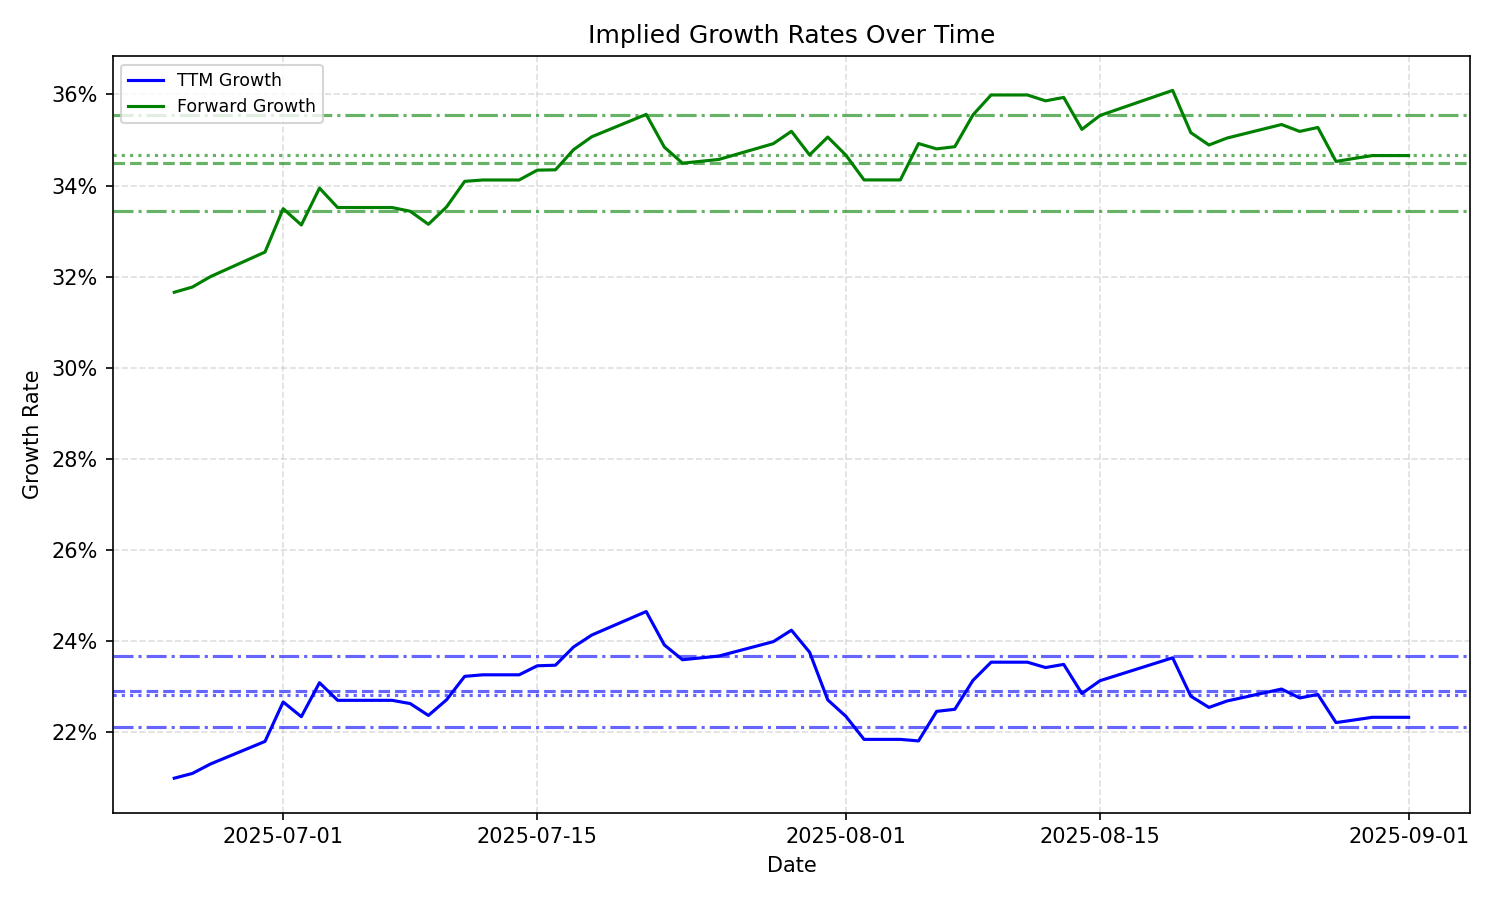 Implied Growth Rates Over Time
TTM Growth
Forward Growth
36%
34%
32%
30%
28%
26%
24%
22%
Growth Rate
2025-07-01
2025-07-15
2025-08-01
2025-08-15
2025-09-01
Date